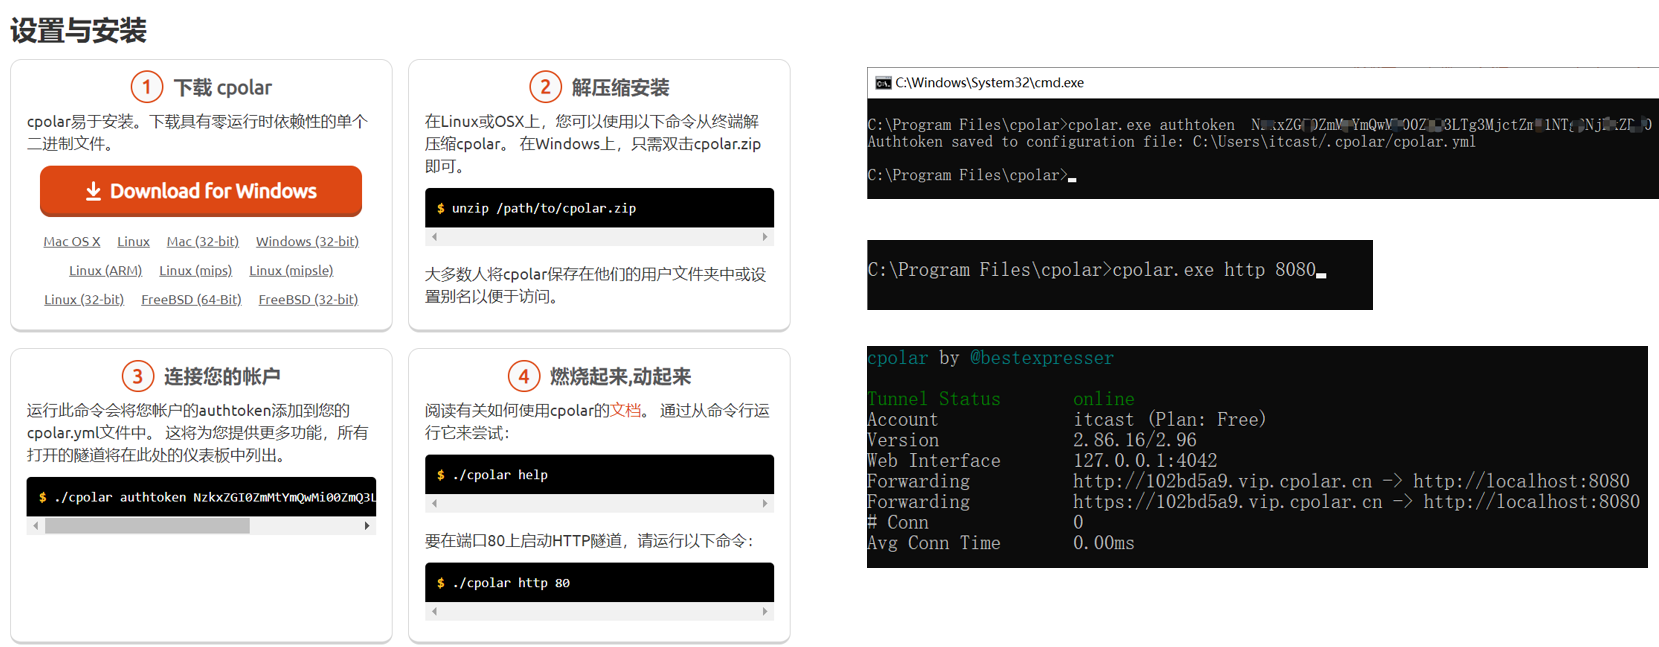 设置与安装
1 下载 cpolar
cpolar易于安装。下载具有零运行时依赖性的单个
二进制文件。
Download for Windows
Mac OS X Linux Mac (32-bit) Windows (32-bit)
Linux (ARM) Linux (mips) Linux (mipsle)
Linux (32-bit) FreeBSD (64-Bit) FreeBSD (32-bit)
2 解压缩安装
在Linux或OSX上，您可以使用以下命令从终端解
压缩cpolar。 在Windows上，只需双击cpolar.zip
即可。
$ unzip /path/to/cpolar.zip
大多数人将cpolar保存在他们的用户文件夹中或设
置别名以便于访问。
3 连接您的帐户
运行此命令会将您帐户的authtoken添加到您的
cpolar.yml文件中。 这将为您提供更多功能，所有
打开的隧道将在此处的仪表板中列出。
$ ./cpolar authtoken NzkxZGI0ZmMtYmQwMi00ZmQ3L
4 燃烧起来,动起来
阅读有关如何使用cpolar的文档。 通过从命令行运
行它来尝试：
$ ./cpolar help
要在端口80上启动HTTP隧道，请运行以下命令：
$ ./cpolar http 80
C:\Windows\System32\cmd.exe
C:\Program Files\cpolar>cpolar.exe authtoken
Authtoken saved to configuration file: C:\Users\itcast/.cpolar/cpolar.yml
C:\Program Files\cpolar>
C:\Program Files\cpolar>cpolar.exe http 8080
cpolar by @bestexpresser
Tunnel Status online
Account itcast (Plan: Free)
Version 2.86.16/2.96
Web Interface 127.0.0.1:4042
Forwarding http://102bd5a9.vip.cpolar.cn -> http://localhost:8080
Forwarding https://102bd5a9.vip.cpolar.cn -> http://localhost:8080
# Conn 0
Avg Conn Time 0.00ms